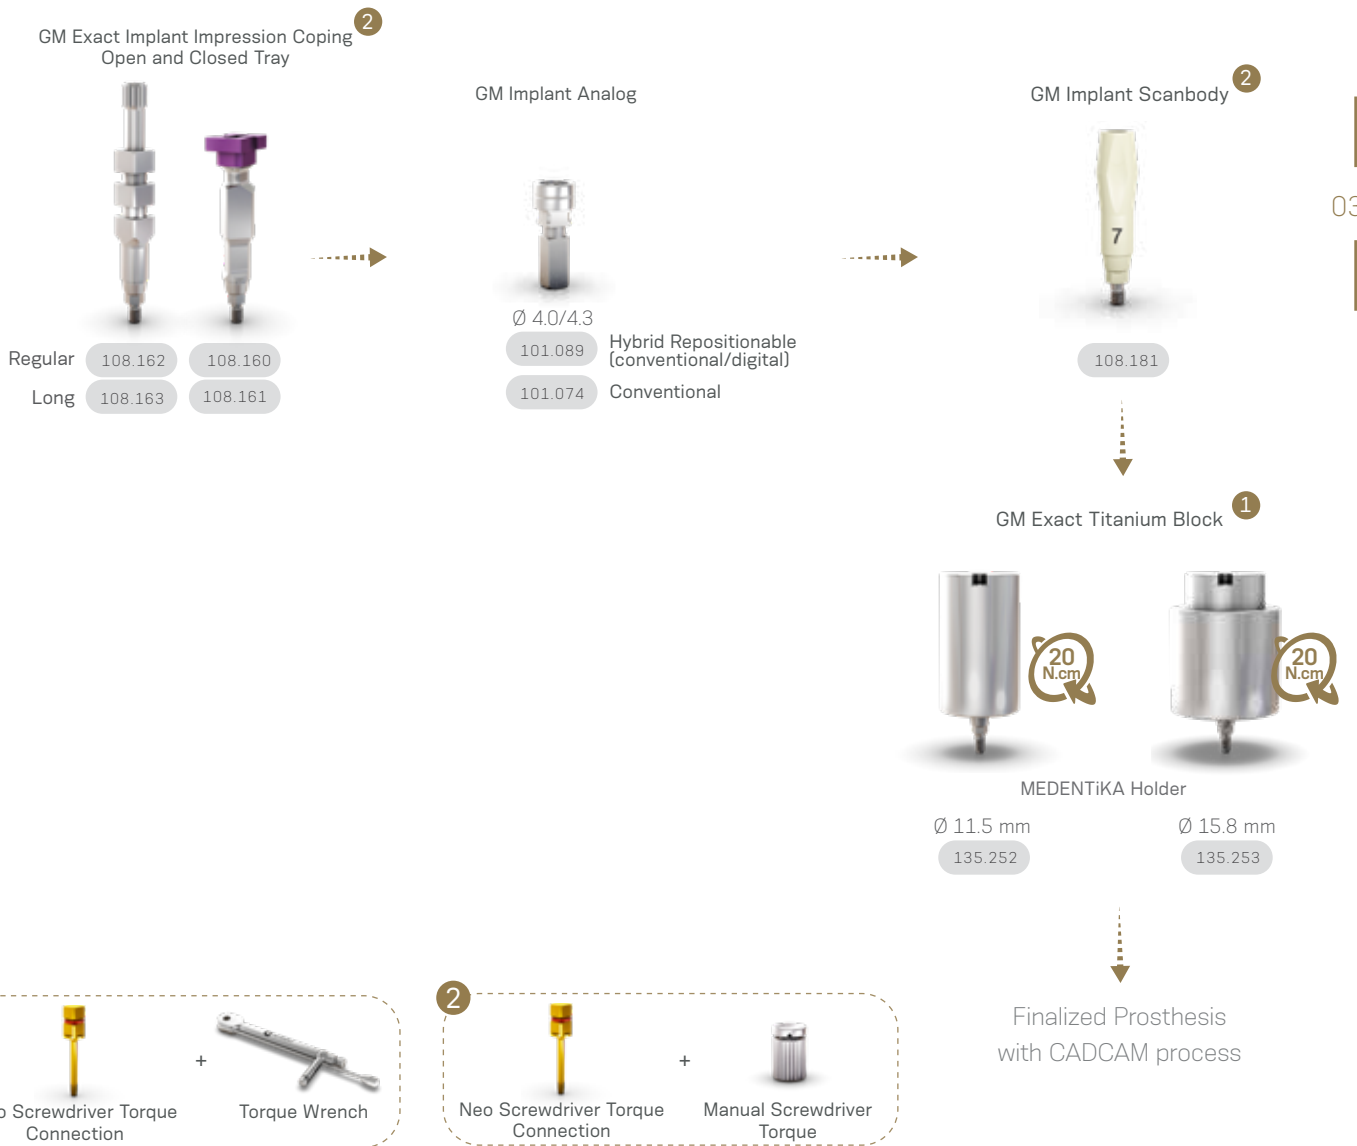 GM Exact Implant Impression Coping 2
Open and Closed Tray
Regular 108.162 108.160
Long 108.163 108.161
GM Implant Analog
Ø 4.0/4.3
101.089 Hybrid Repositionable
(conventional/digital)
101.074 Conventional
GM Implant Scanbody 2
7
108.181
03
GM Exact Titanium Block 1
20
N.cm
20
N.cm
MEDENTiKA Holder
Ø 11.5 mm Ø 15.8 mm
135.252 135.253
Finalized Prosthesis
with CADCAM process
+
o Screwdriver Torque
Connection
Torque Wrench
2
+
Neo Screwdriver Torque
Connection
Manual Screwdriver
Torque